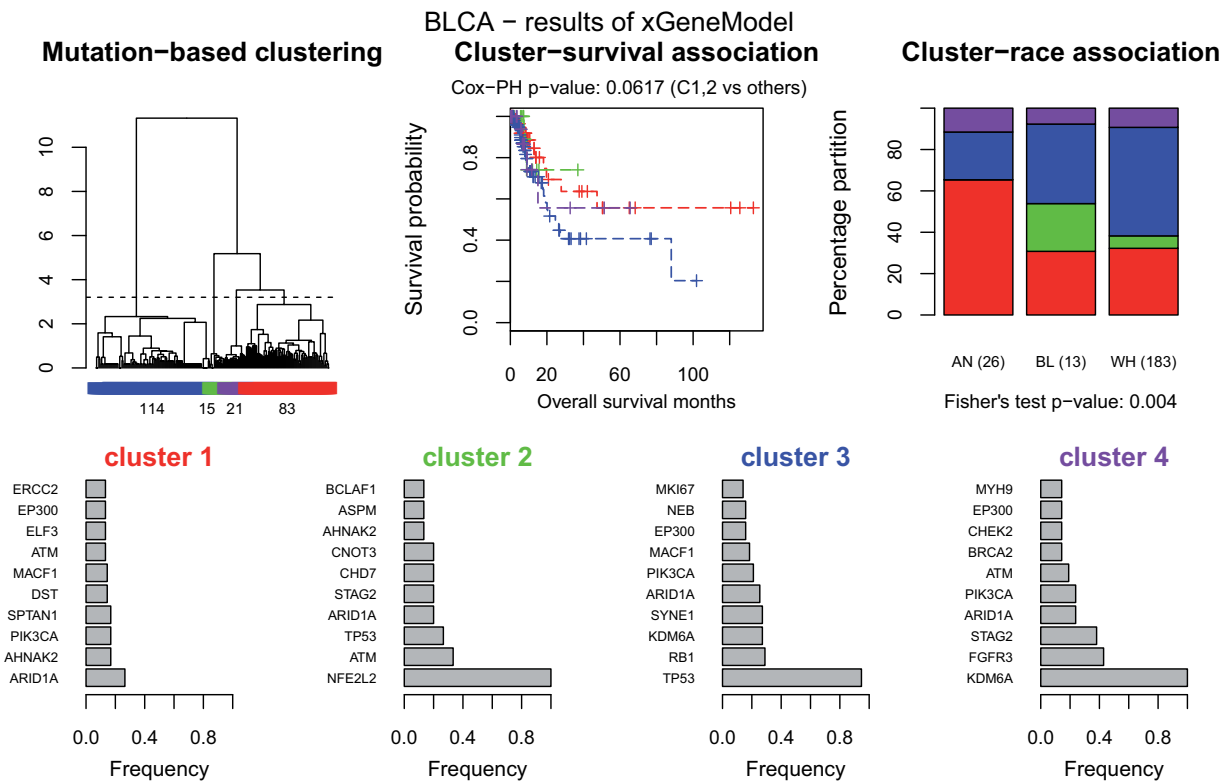 BLCA − results of xGeneModel
Mutation−based clustering
Cluster−survival association
Cluster−race association
Cox−PH p−value: 0.0617 (C1,2 vs others)
10
8
6
4
2
0
114
15
21
83
Survival probability
0.8
0.4
0.0
0
20
60
100
Overall survival months
Percentage partition
80
60
40
20
0
AN (26)
BL (13)
WH (183)
Fisher's test p−value: 0.004
cluster 1
ERCC2
EP300
ELF3
ATM
MACF1
DST
SPTAN1
PIK3CA
AHNAK2
ARID1A
0.0
0.4
0.8
Frequency
cluster 2
BCLAF1
ASPM
AHNAK2
CNOT3
CHD7
STAG2
ARID1A
TP53
ATM
NFE2L2
0.0
0.4
0.8
Frequency
cluster 3
MKI67
NEB
EP300
MACF1
PIK3CA
ARID1A
SYNE1
KDM6A
RB1
TP53
0.0
0.4
0.8
Frequency
cluster 4
MYH9
EP300
CHEK2
BRCA2
ATM
PIK3CA
ARID1A
STAG2
FGFR3
KDM6A
0.0
0.4
0.8
Frequency